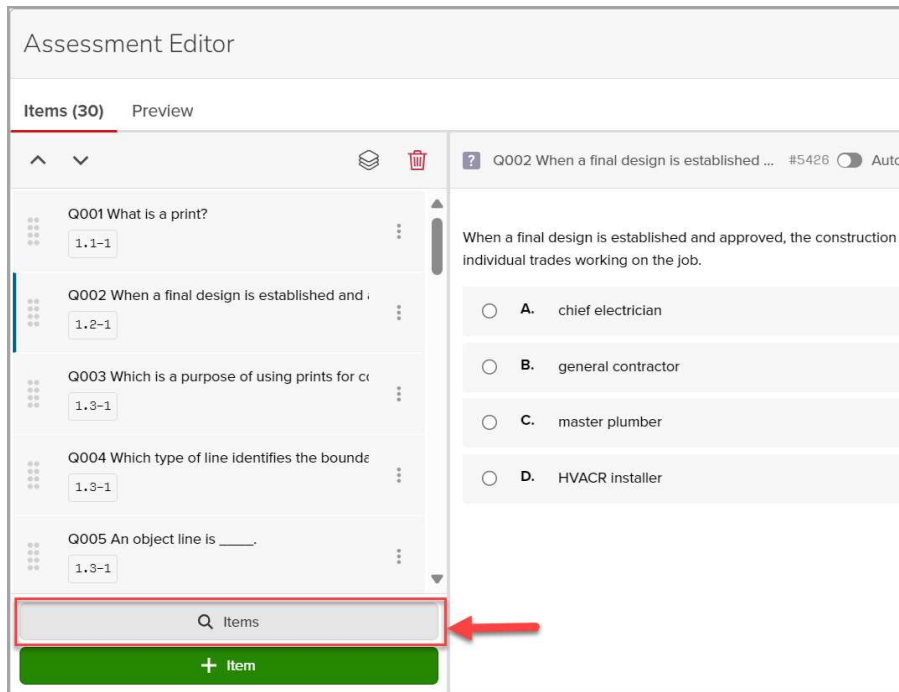 Assessment Editor
Items (30) Preview
Q002 When a final design is established ... #5426 Auto
Q001 What is a print?
1.1-1
Q002 When a final design is established and
1.2-1
Q003 Which is a purpose of using prints for co
1.3-1
Q004 Which type of line identifies the bounda
1.3-1
Q005 An object line is ____.
1.3-1
Items
+ Item
When a final design is established and approved, the construction
individual trades working on the job.
A. chief electrician
B. general contractor
C. master plumber
D. HVACR installer